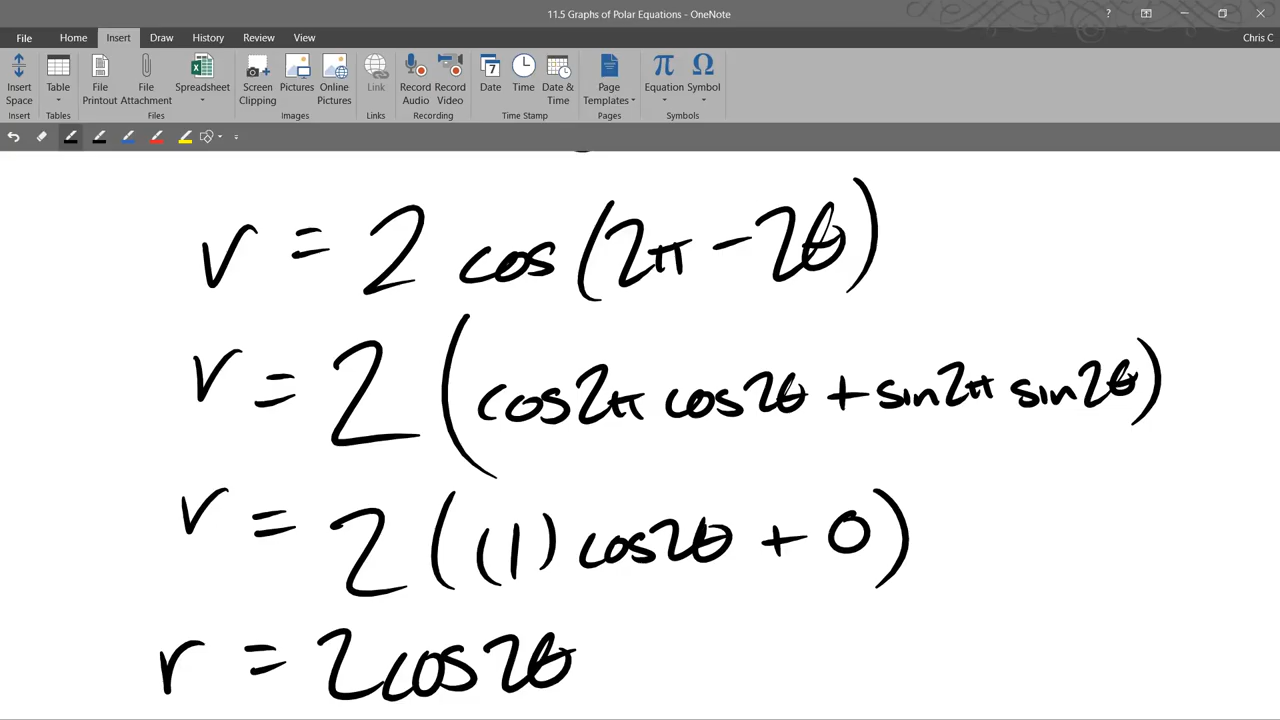 11.5 Graphs of Polar Equations - OneNote
File Home Insert Draw History Review View Chris C
Insert Space Table File Printout File Attachment Spreadsheet Screen Clipping Pictures Online Pictures Link Record Audio Record Video Date Time Date & Time Page Templates Equation Symbol
Insert Tables Files Images Links Recording Time Stamp Pages Symbols
r = 2 cos(2π - 2θ)
r = 2 (cos2π cos2θ + sin2π sin2θ)
r = 2 ((1) cos2θ + 0)
r = 2cos2θ